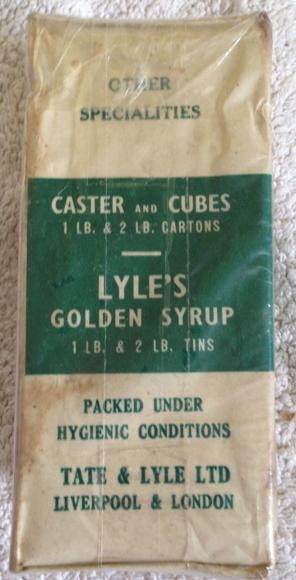 OTHER
SPECIALITIES
CASTER AND CUBES
1 LB. & 2 LB. CARTONS
LYLE'S
GOLDEN SYRUP
1 LB. & 2 LB. TINS
PACKED UNDER
HYGIENIC CONDITIONS
TATE & LYLE LTD
LIVERPOOL & LONDON